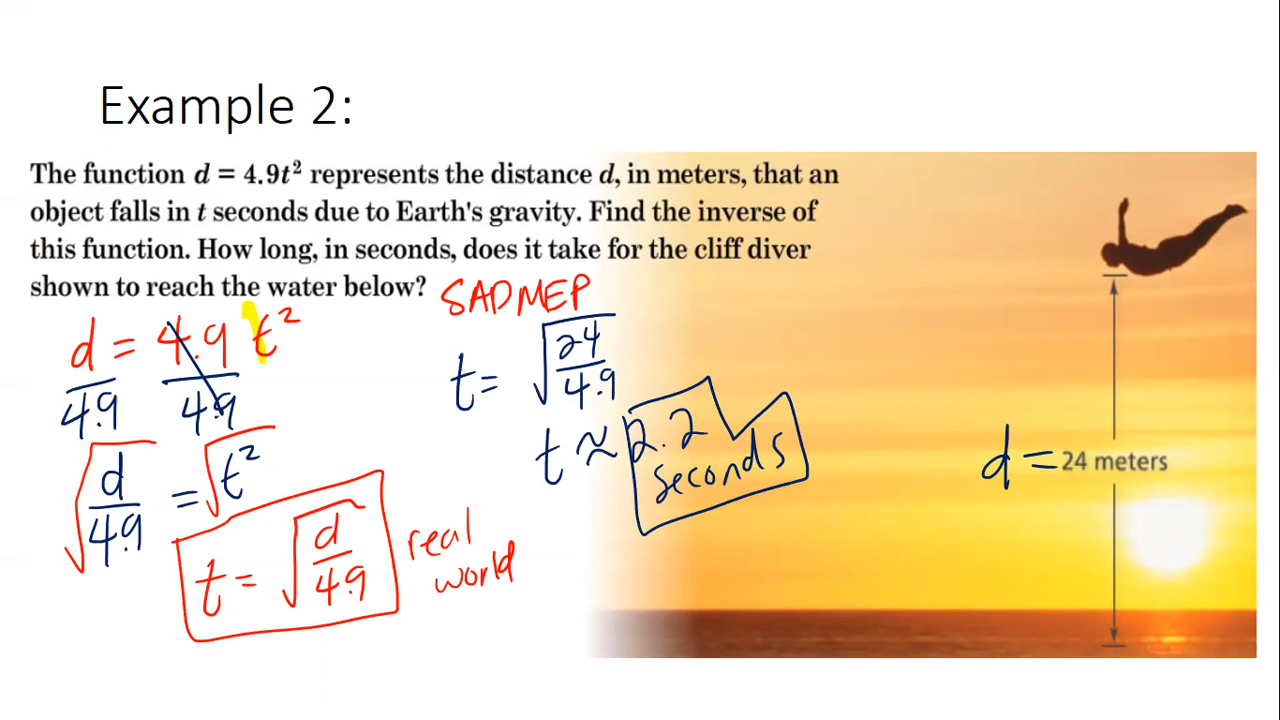 Example 2:
The function d = 4.9t² represents the distance d, in meters, that an
object falls in t seconds due to Earth's gravity. Find the inverse of
this function. How long, in seconds, does it take for the cliff diver
shown to reach the water below?
SADMEP
d = 4.9 t²
4.9 4.9
√(d/4.9) = √t²
t = √(d/4.9)
real
world
t = √(24/4.9)
t ≈ 2.2
seconds
d = 24 meters